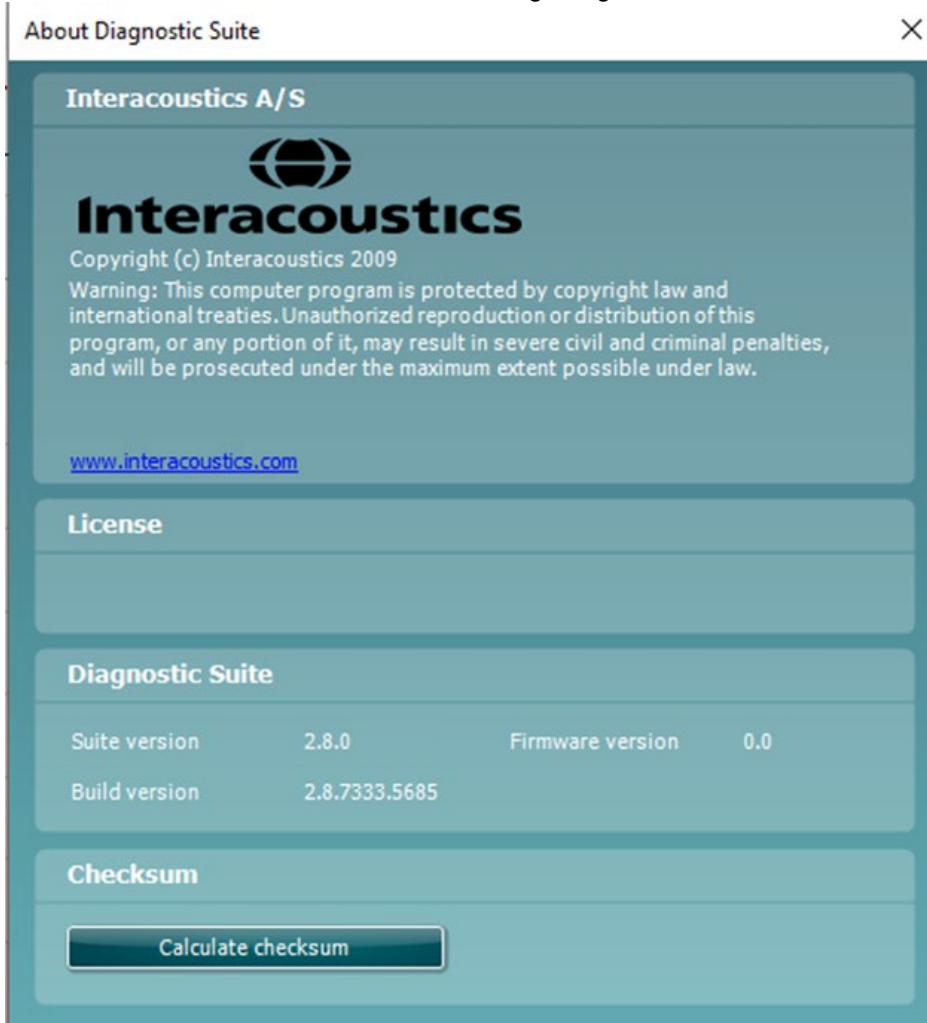 About Diagnostic Suite
Interacoustics A/S
Interacoustics
Copyright (c) Interacoustics 2009
Warning: This computer program is protected by copyright law and
international treaties. Unauthorized reproduction or distribution of this
program, or any portion of it, may result in severe civil and criminal penalties,
and will be prosecuted under the maximum extent possible under law.
www.interacoustics.com
License
Diagnostic Suite
Suite version 2.8.0 Firmware version 0.0
Build version 2.8.7333.5685
Checksum
Calculate checksum